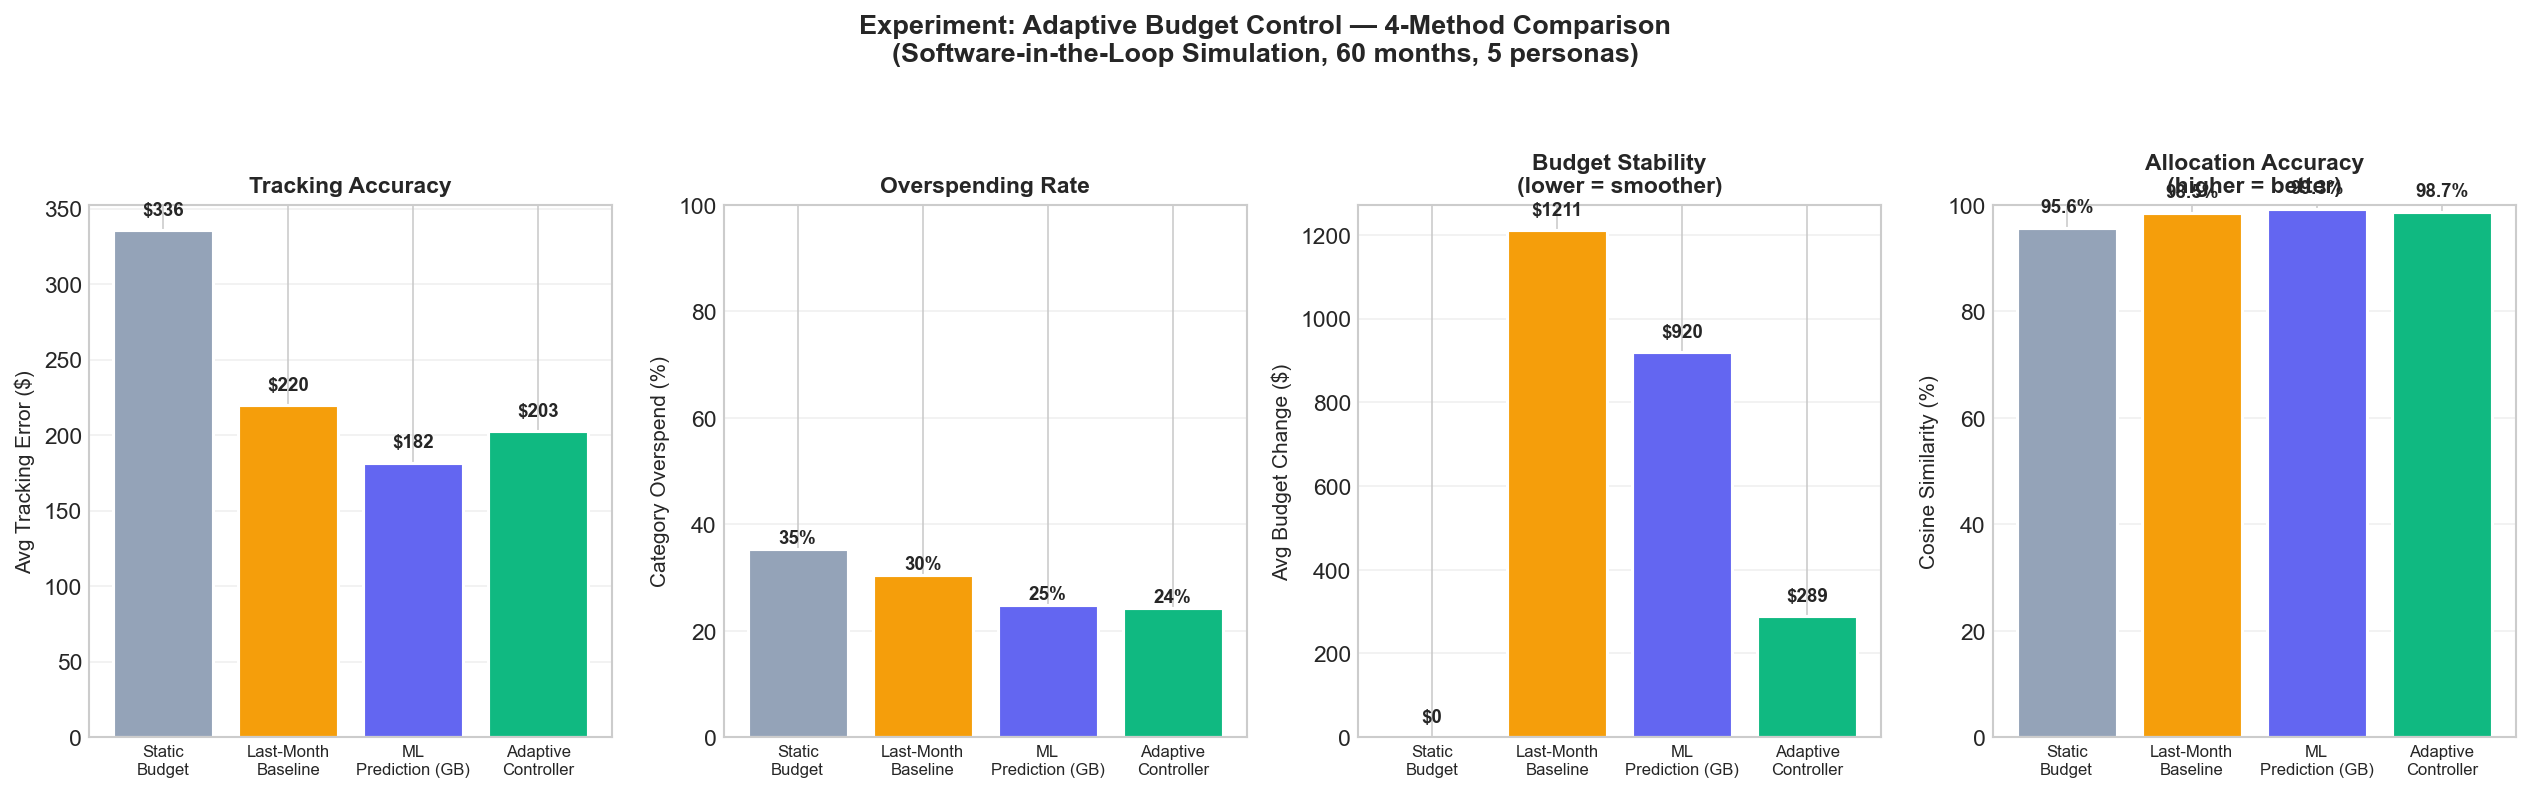 Experiment: Adaptive Budget Control — 4-Method Comparison
(Software-in-the-Loop Simulation, 60 months, 5 personas)
Tracking Accuracy
Avg Tracking Error ($)
350
300
250
200
150
100
50
0
$336
$220
$182
$203
Static
Budget
Last-Month
Baseline
ML
Prediction (GB)
Adaptive
Controller
Overspending Rate
Category Overspend (%)
100
80
60
40
20
0
35%
30%
25%
24%
Static
Budget
Last-Month
Baseline
ML
Prediction (GB)
Adaptive
Controller
Budget Stability
(lower = smoother)
Avg Budget Change ($)
1200
1000
800
600
400
200
0
$0
$1211
$920
$289
Static
Budget
Last-Month
Baseline
ML
Prediction (GB)
Adaptive
Controller
Allocation Accuracy
(higher = better)
Cosine Similarity (%)
100
80
60
40
20
0
95.6%
98.7%
Static
Budget
Last-Month
Baseline
ML
Prediction (GB)
Adaptive
Controller